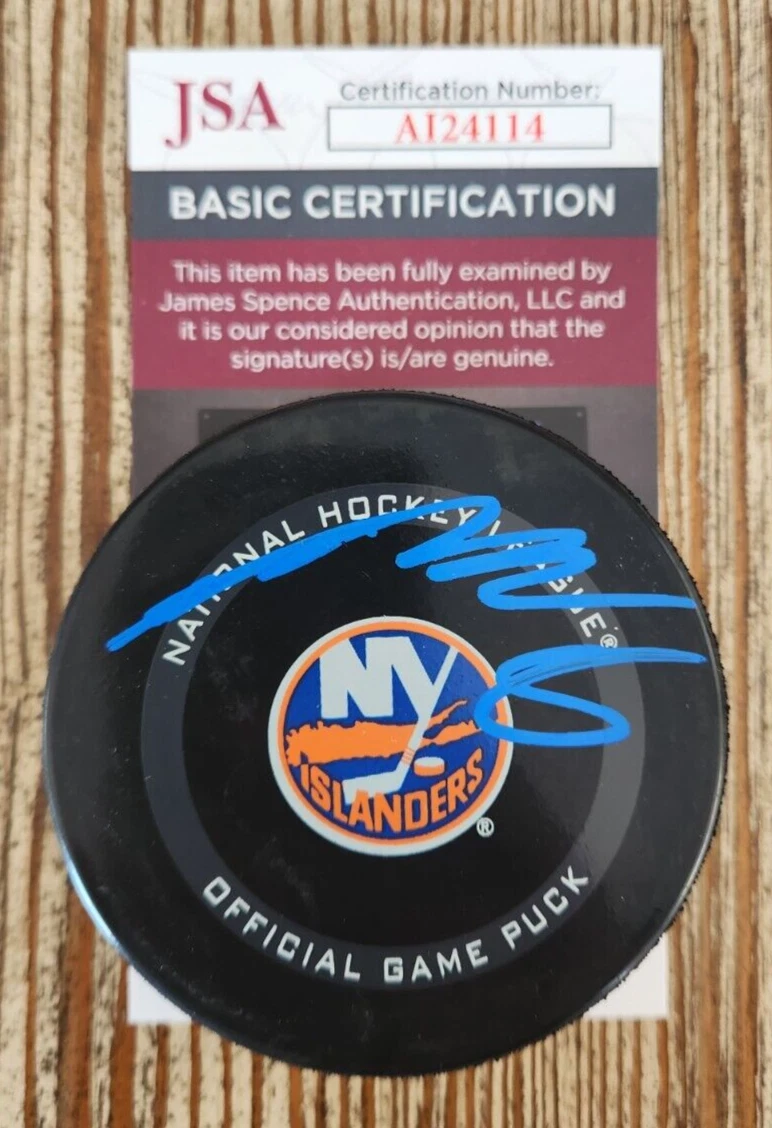 JSA
Certification Number:
AI24114
BASIC CERTIFICATION
This item has been fully examined by
James Spence Authentication, LLC and
it is our considered opinion that the
signature(s) is/are genuine.
NATIONAL HOCKEY LEAGUE®
NY
ISLANDERS
®
OFFICIAL GAME PUCK